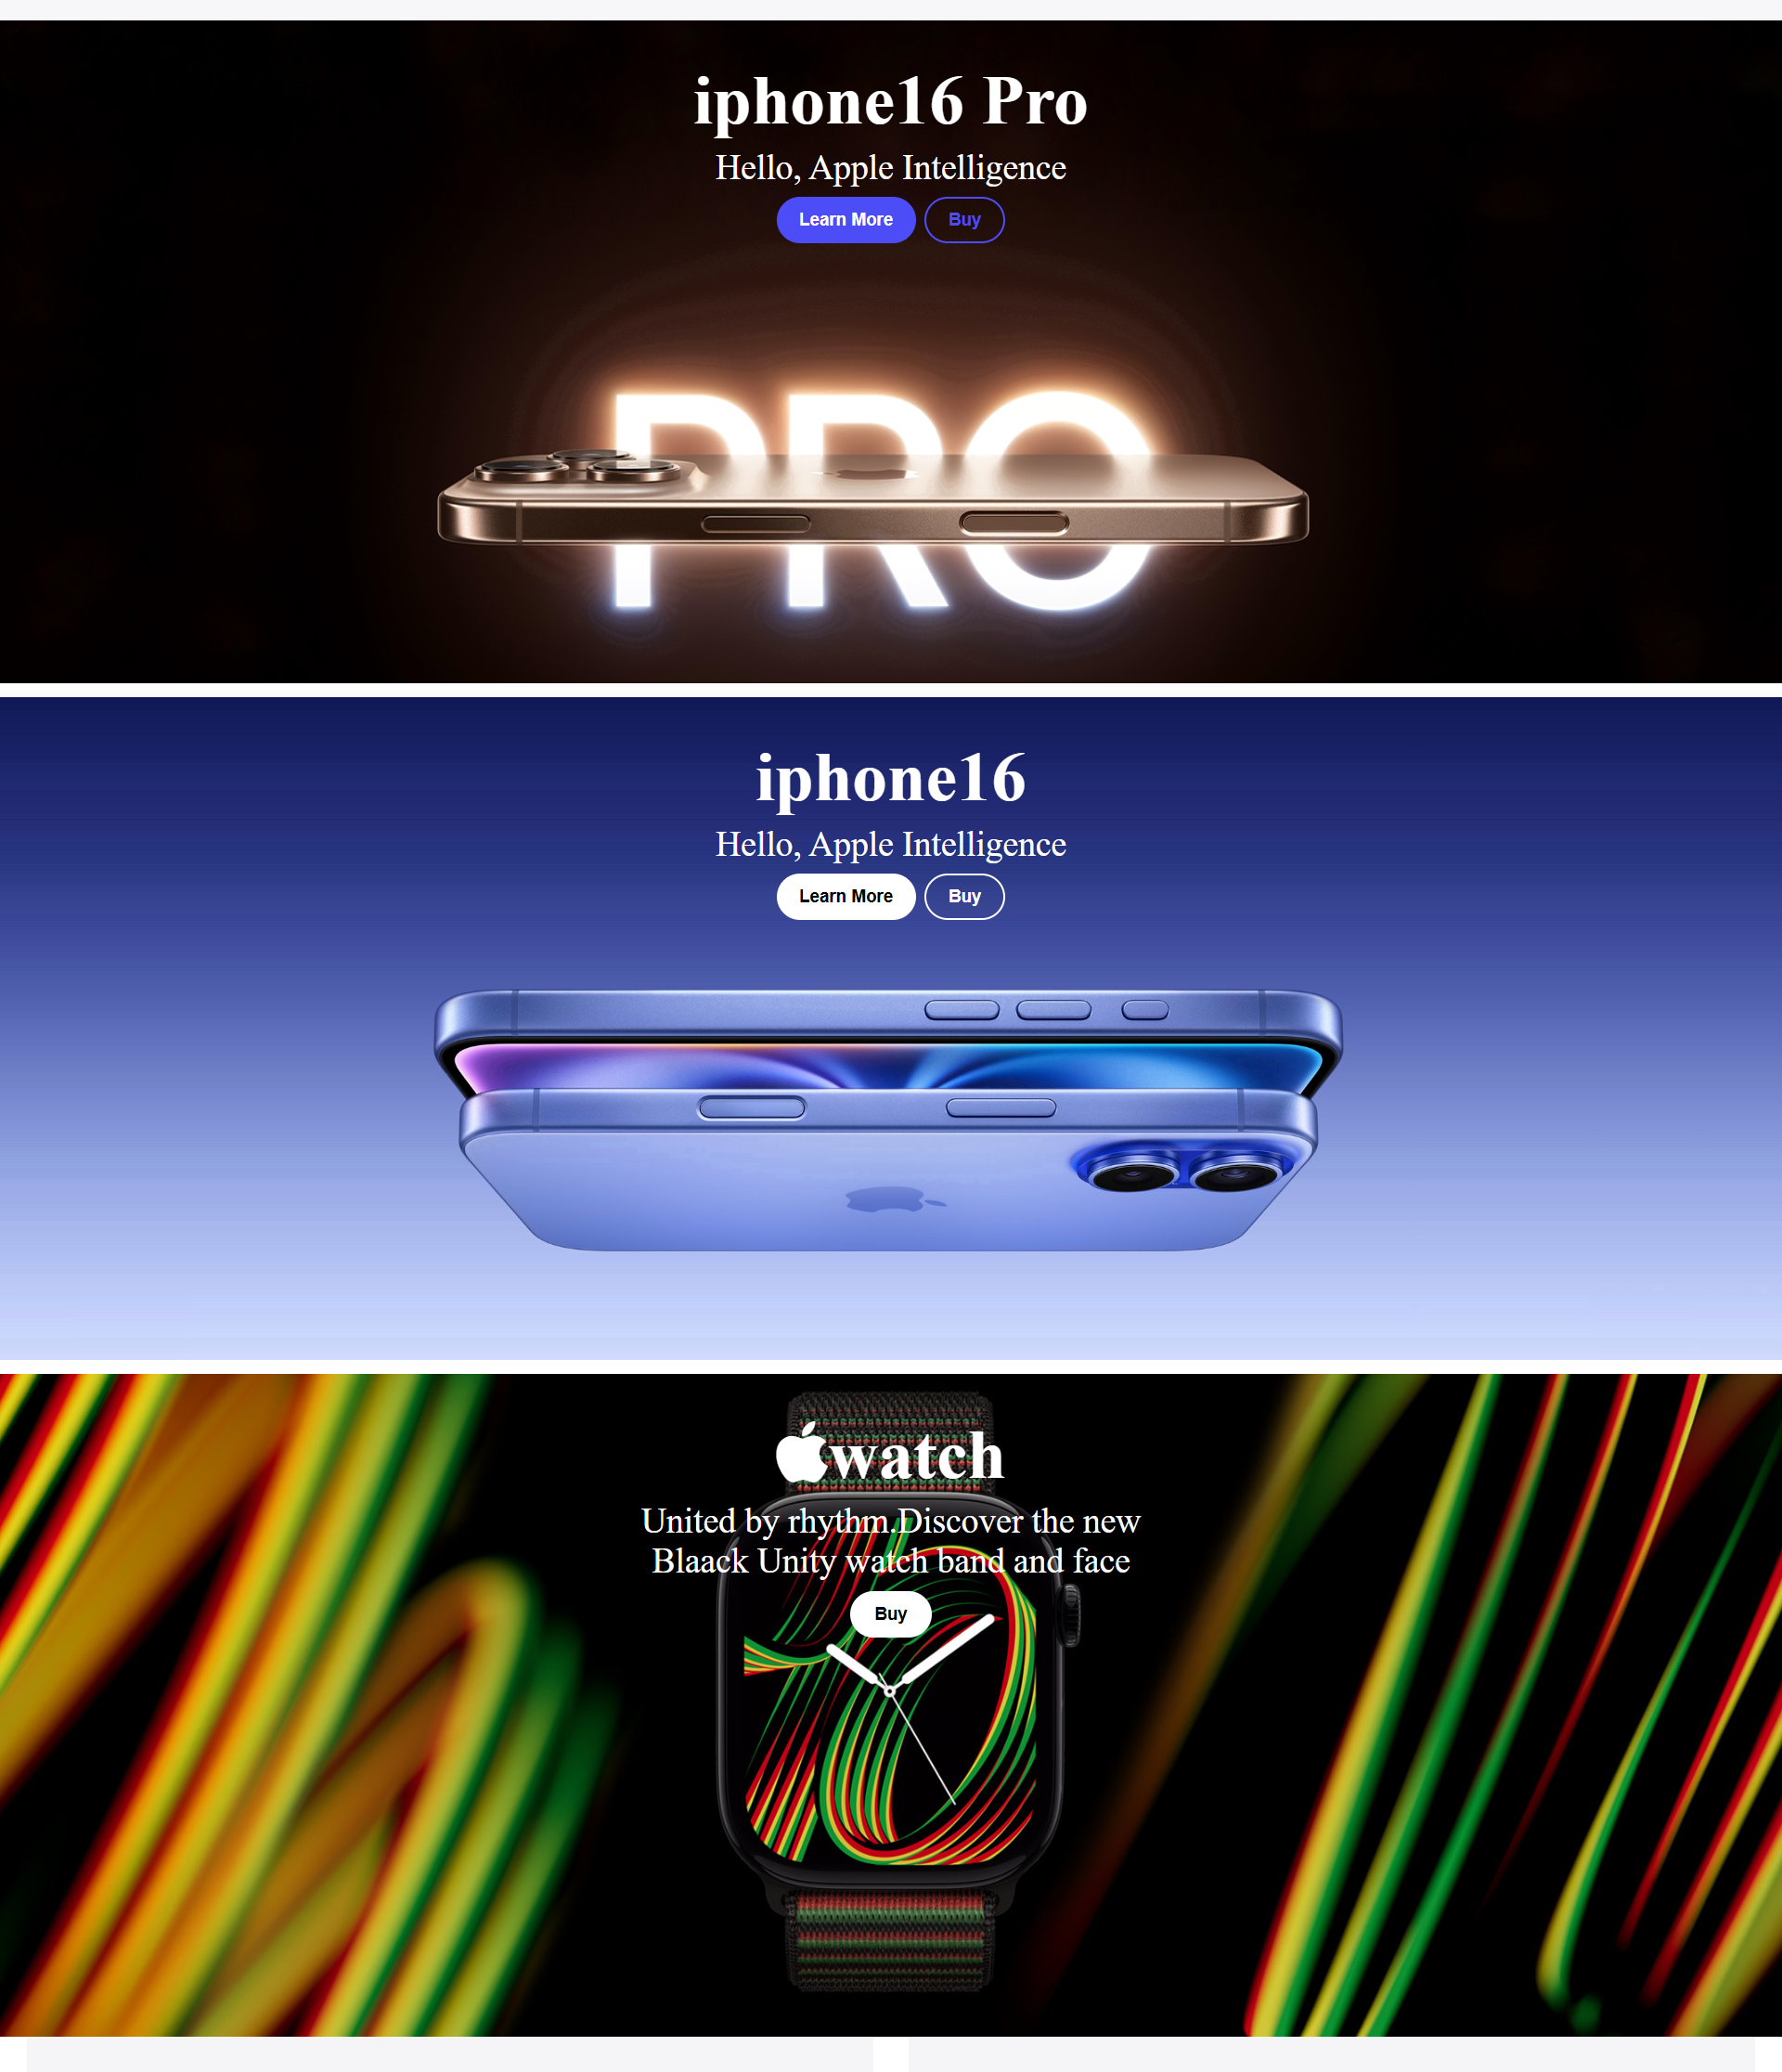 iphone16 Pro
Hello, Apple Intelligence
Learn More Buy
PRO
iphone16
Hello, Apple Intelligence
Learn More Buy
watch
United by rhythm.Discover the new
Blaack Unity watch band and face
Buy